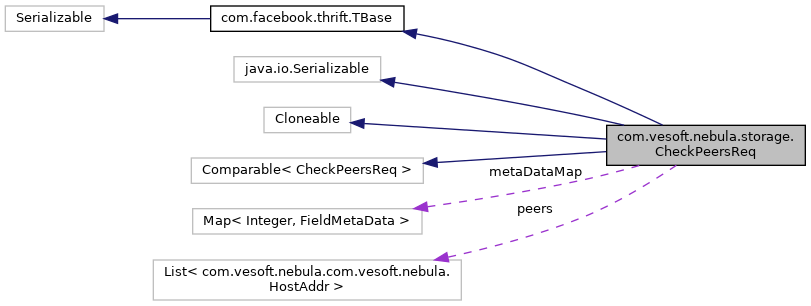 Serializable
com.facebook.thrift.TBase
java.io.Serializable
Cloneable
com.vesoft.nebula.storage.
CheckPeersReq
Comparable< CheckPeersReq >
metaDataMap
Map< Integer, FieldMetaData >
peers
List< com.vesoft.nebula.com.vesoft.nebula.
HostAddr >